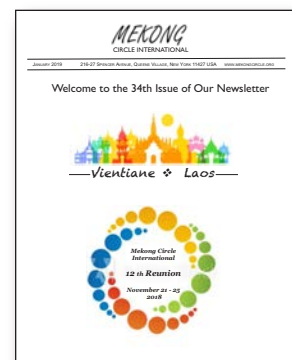 MEKONG
CIRCLE INTERNATIONAL
JANUARY 2019 216-27 SPENCER AVENUE, QUEENS VILLAGE, NEW YORK 11427 USA WWW.MEKONGCIRCLE.ORG
Welcome to the 34th Issue of Our Newsletter
Vientiane ❖ Laos
Mekong Circle
International
12 th Reunion
November 21 - 25
2018